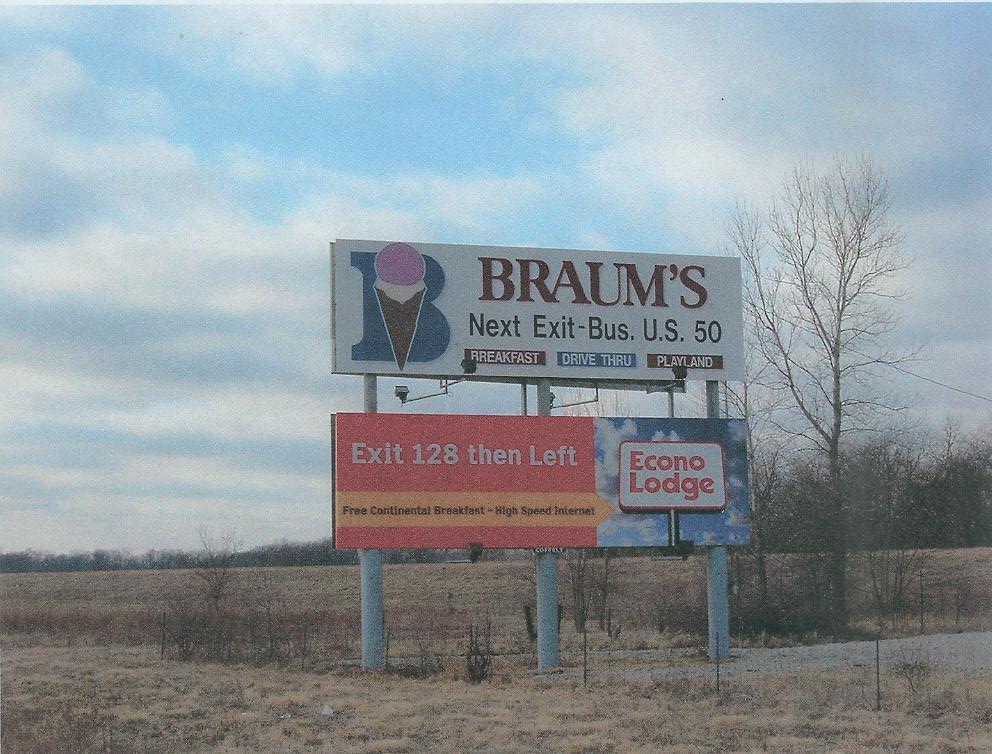 B
BRAUM'S
Next Exit-Bus. U.S. 50
BREAKFAST DRIVE THRU PLAYLAND
Exit 128 then Left
Free Continental Breakfast - High Speed Internet
Econo
Lodge
COFFELT